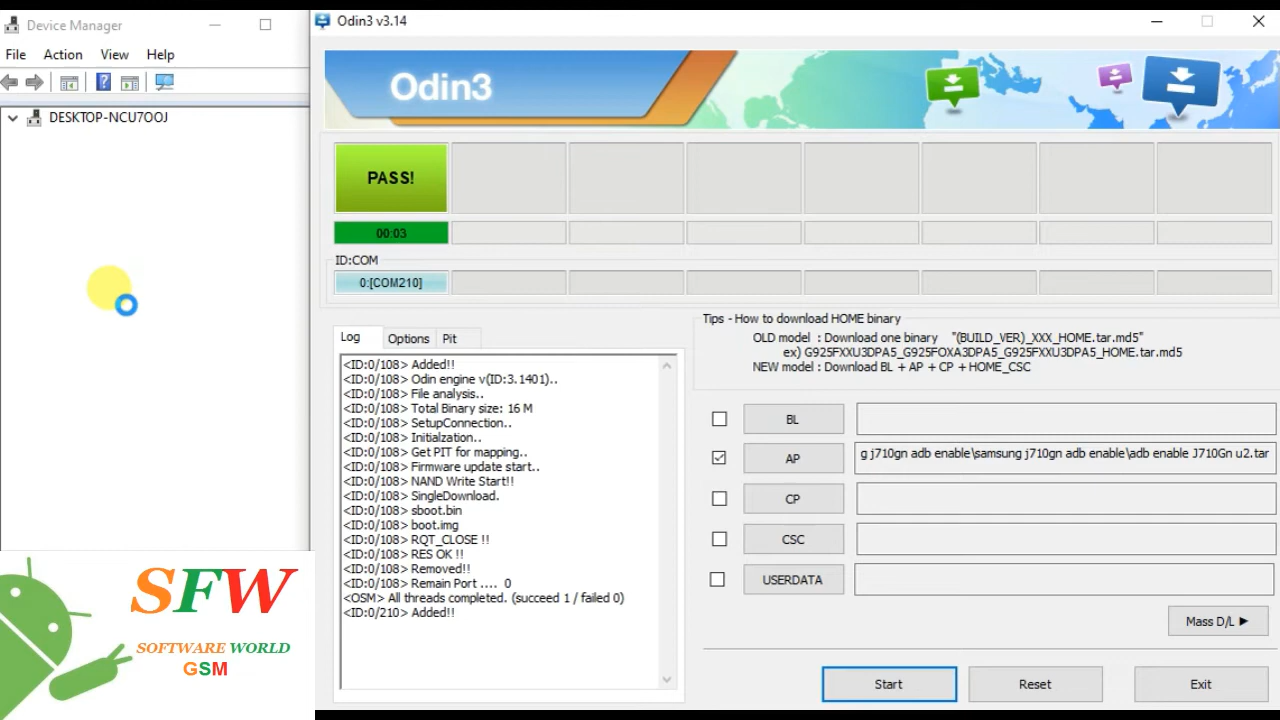 Device Manager
File Action View Help
DESKTOP-NCU7OOJ
Odin3 v3.14
Odin3
PASS!
00:03
ID:COM
0:[COM210]
Log Options Pit
<ID:0/108> Added!!
<ID:0/108> Odin engine v(ID:3.1401)..
<ID:0/108> File analysis..
<ID:0/108> Total Binary size: 16 M
<ID:0/108> SetupConnection..
<ID:0/108> Initialzation..
<ID:0/108> Get PIT for mapping..
<ID:0/108> Firmware update start..
<ID:0/108> NAND Write Start!!
<ID:0/108> SingleDownload.
<ID:0/108> sboot.bin
<ID:0/108> boot.img
<ID:0/108> RQT_CLOSE !!
<ID:0/108> RES OK !!
<ID:0/108> Removed!!
<ID:0/108> Remain Port .... 0
<OSM> All threads completed. (succeed 1 / failed 0)
<ID:0/210> Added!!
Tips - How to download HOME binary
OLD model : Download one binary "(BUILD_VER)_XXX_HOME.tar.md5"
ex) G925FXXU3DPA5_G925FOXA3DPA5_G925FXXU3DPA5_HOME.tar.md5
NEW model : Download BL + AP + CP + HOME_CSC
BL
AP
g j710gn adb enable\samsung j710gn adb enable\adb enable J710Gn u2.tar
CP
CSC
USERDATA
Mass D/L ▶
Start Reset Exit
SFW
SOFTWARE WORLD
GSM